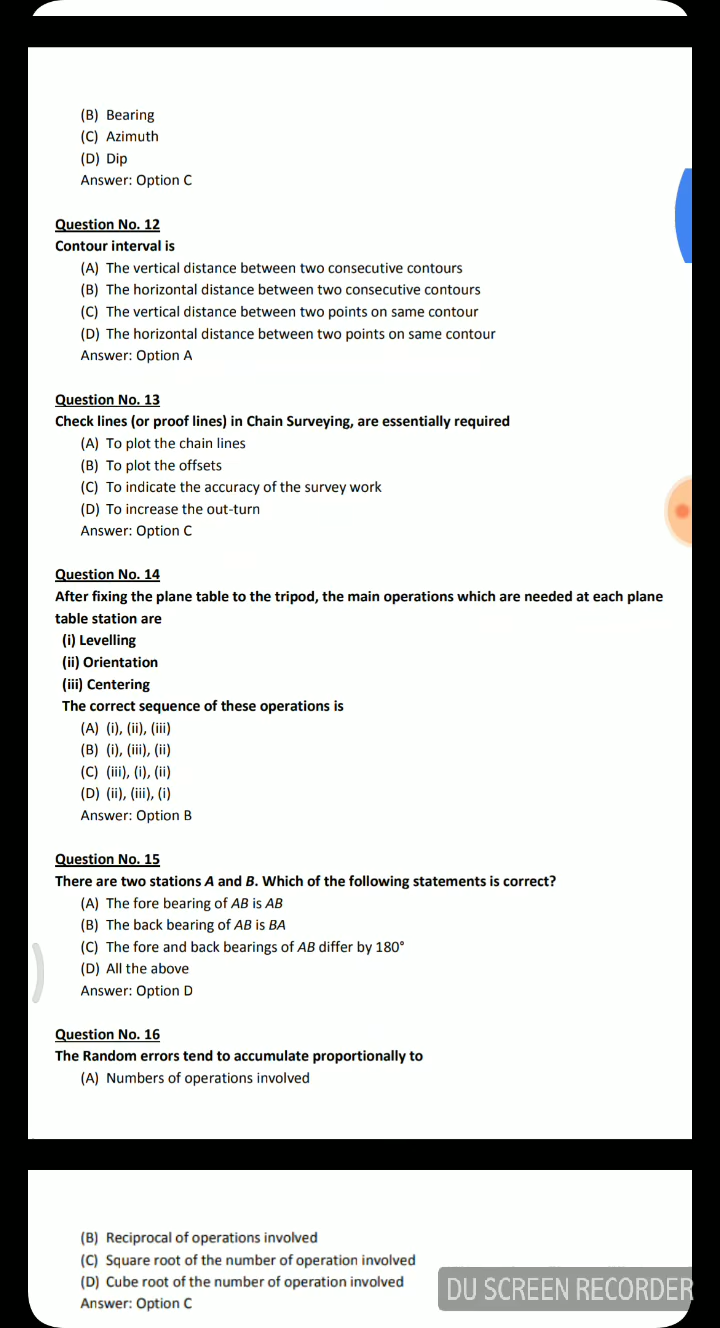 (B) Bearing
(C) Azimuth
(D) Dip
Answer: Option C
Question No. 12
Contour interval is
(A) The vertical distance between two consecutive contours
(B) The horizontal distance between two consecutive contours
(C) The vertical distance between two points on same contour
(D) The horizontal distance between two points on same contour
Answer: Option A
Question No. 13
Check lines (or proof lines) in Chain Surveying, are essentially required
(A) To plot the chain lines
(B) To plot the offsets
(C) To indicate the accuracy of the survey work
(D) To increase the out-turn
Answer: Option C
Question No. 14
After fixing the plane table to the tripod, the main operations which are needed at each plane
table station are
(i) Levelling
(ii) Orientation
(iii) Centering
The correct sequence of these operations is
(A) (i), (ii), (iii)
(B) (i), (iii), (ii)
(C) (iii), (i), (ii)
(D) (ii), (iii), (i)
Answer: Option B
Question No. 15
There are two stations A and B. Which of the following statements is correct?
(A) The fore bearing of AB is AB
(B) The back bearing of AB is BA
(C) The fore and back bearings of AB differ by 180°
(D) All the above
Answer: Option D
Question No. 16
The Random errors tend to accumulate proportionally to
(A) Numbers of operations involved
(B) Reciprocal of operations involved
(C) Square root of the number of operation involved
(D) Cube root of the number of operation involved
Answer: Option C
DU SCREEN RECORDER